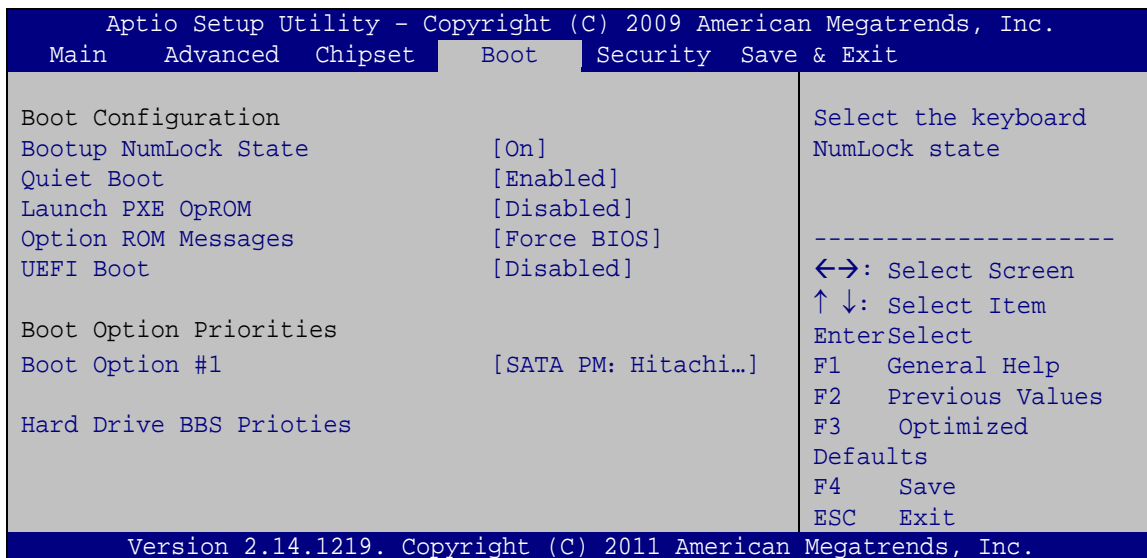 Aptio Setup Utility – Copyright (C) 2009 American Megatrends, Inc.
Main Advanced Chipset Boot Security Save & Exit
Boot Configuration
Bootup NumLock State [On]
Quiet Boot [Enabled]
Launch PXE OpROM [Disabled]
Option ROM Messages [Force BIOS]
UEFI Boot [Disabled]
Boot Option Priorities
Boot Option #1 [SATA PM: Hitachi…]
Hard Drive BBS Prioties
Select the keyboard
NumLock state
---------------------
←→: Select Screen
↑ ↓: Select Item
EnterSelect
F1 General Help
F2 Previous Values
F3 Optimized
Defaults
F4 Save
ESC Exit
Version 2.14.1219. Copyright (C) 2011 American Megatrends, Inc.